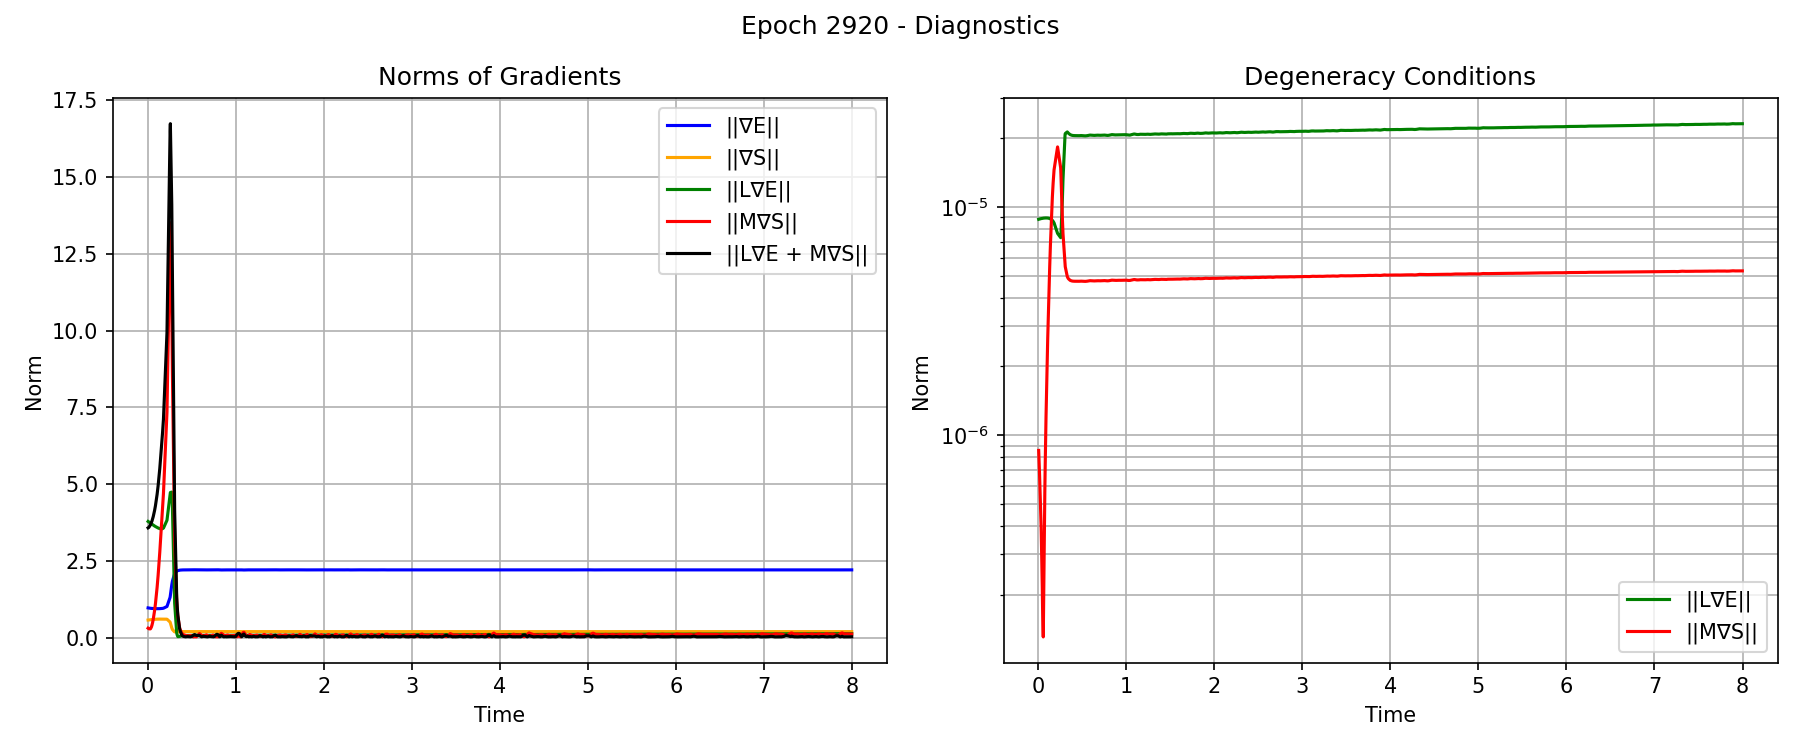 Epoch 2920 - Diagnostics
Norms of Gradients
17.5
15.0
12.5
10.0
7.5
5.0
2.5
0.0
Norm
0 1 2 3 4 5 6 7 8
Time
||∇E||
||∇S||
||L∇E||
||M∇S||
||L∇E + M∇S||
Degeneracy Conditions
10⁻⁵
10⁻⁶
Norm
0 1 2 3 4 5 6 7 8
Time
||L∇E||
||M∇S||